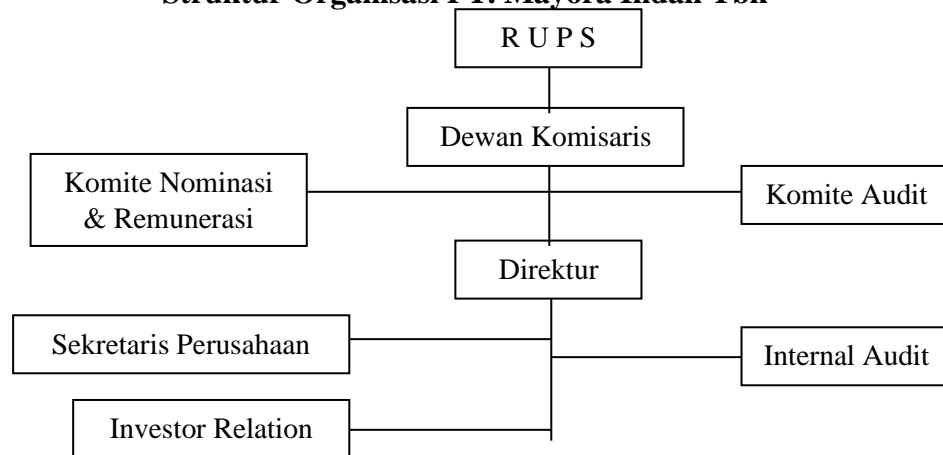 Struktur Organisasi PT. Mayora Indah Tbk
R U P S
Dewan Komisaris
Komite Nominasi
& Remunerasi
Komite Audit
Direktur
Sekretaris Perusahaan
Internal Audit
Investor Relation